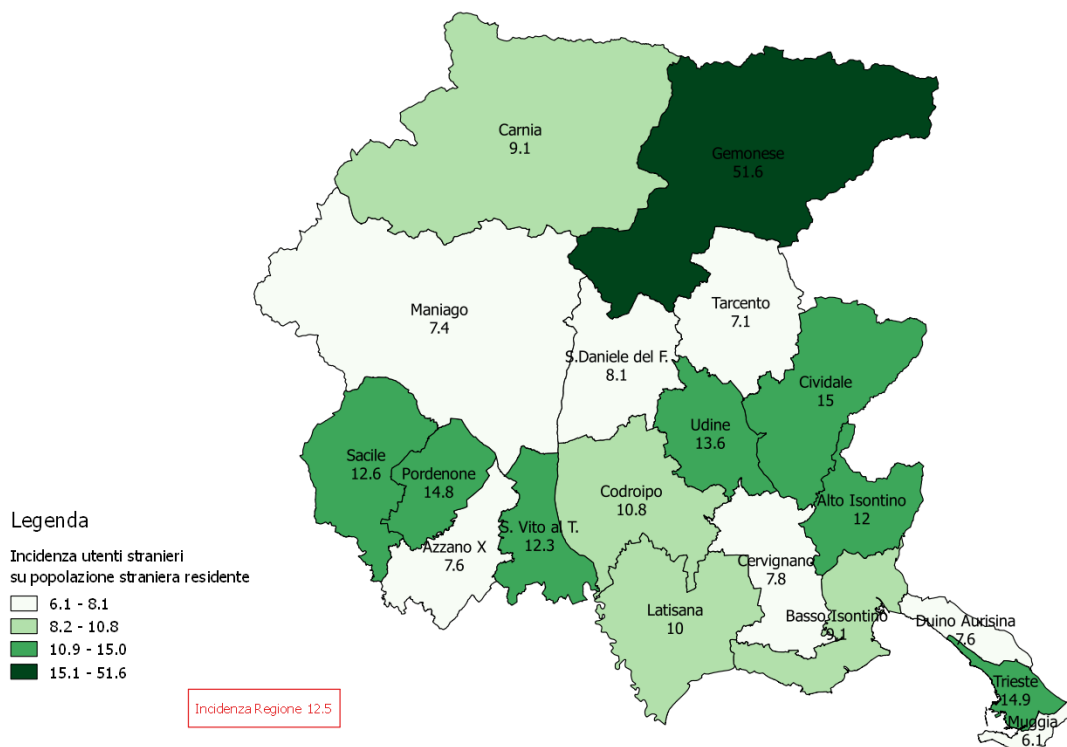 Carnia
9.1
Gemonese
51.6
Maniago
7.4
Tarcento
7.1
S.Daniele del F.
8.1
Cividale
15
Udine
13.6
Sacile
12.6
Pordenone
14.8
Codroipo
10.8
Alto Isontino
12
S. Vito al T.
12.3
Azzano X
7.6
Cervignano
7.8
Latisana
10
Basso Isontino
9.1
Duino Aurisina
7.6
Trieste
14.9
Muggia
6.1
Legenda
Incidenza utenti stranieri
su popolazione straniera residente
6.1 - 8.1
8.2 - 10.8
10.9 - 15.0
15.1 - 51.6
Incidenza Regione 12.5